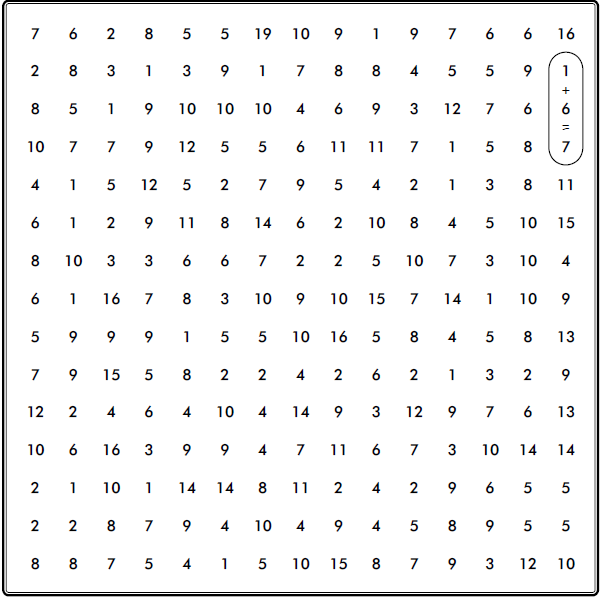 7 6 2 8 5 5 19 10 9 1 9 7 6 6 16
2 8 3 1 3 9 1 7 8 8 4 5 5 9 1
+
8 5 1 9 10 10 10 4 6 9 3 12 7 6 6
=
10 7 7 9 12 5 5 6 11 11 7 1 5 8 7
4 1 5 12 5 2 7 9 5 4 2 1 3 8 11
6 1 2 9 11 8 14 6 2 10 8 4 5 10 15
8 10 3 3 6 6 7 2 2 5 10 7 3 10 4
6 1 16 7 8 3 10 9 10 15 7 14 1 10 9
5 9 9 9 1 5 5 10 16 5 8 4 5 8 13
7 9 15 5 8 2 2 4 2 6 2 1 3 2 9
12 2 4 6 4 10 4 14 9 3 12 9 7 6 13
10 6 16 3 9 9 4 7 11 6 7 3 10 14 14
2 1 10 1 14 14 8 11 2 4 2 9 6 5 5
2 2 8 7 9 4 10 4 9 4 5 8 9 5 5
8 8 7 5 4 1 5 10 15 8 7 9 3 12 10